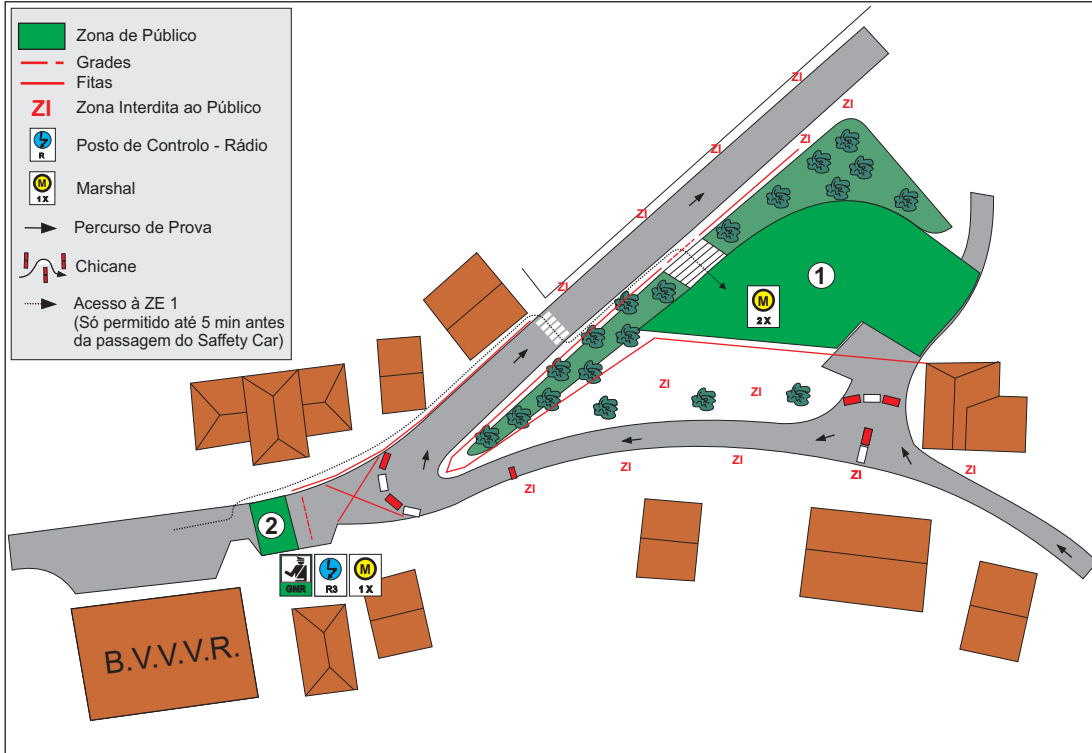 Zona de Público
Grades
Fitas
ZI Zona Interdita ao Público
R Posto de Controlo - Rádio
M
1 X
Marshal
Percurso de Prova
Chicane
Acesso à ZE 1
(Só permitido até 5 min antes
da passagem do Saffety Car)
ZI
ZI
ZI
ZI
ZI
ZI
ZI
1
M
2 X
ZI
ZI
ZI
ZI
ZI
ZI
ZI
2
GNR
R3
M
1 X
B.V.V.V.R.